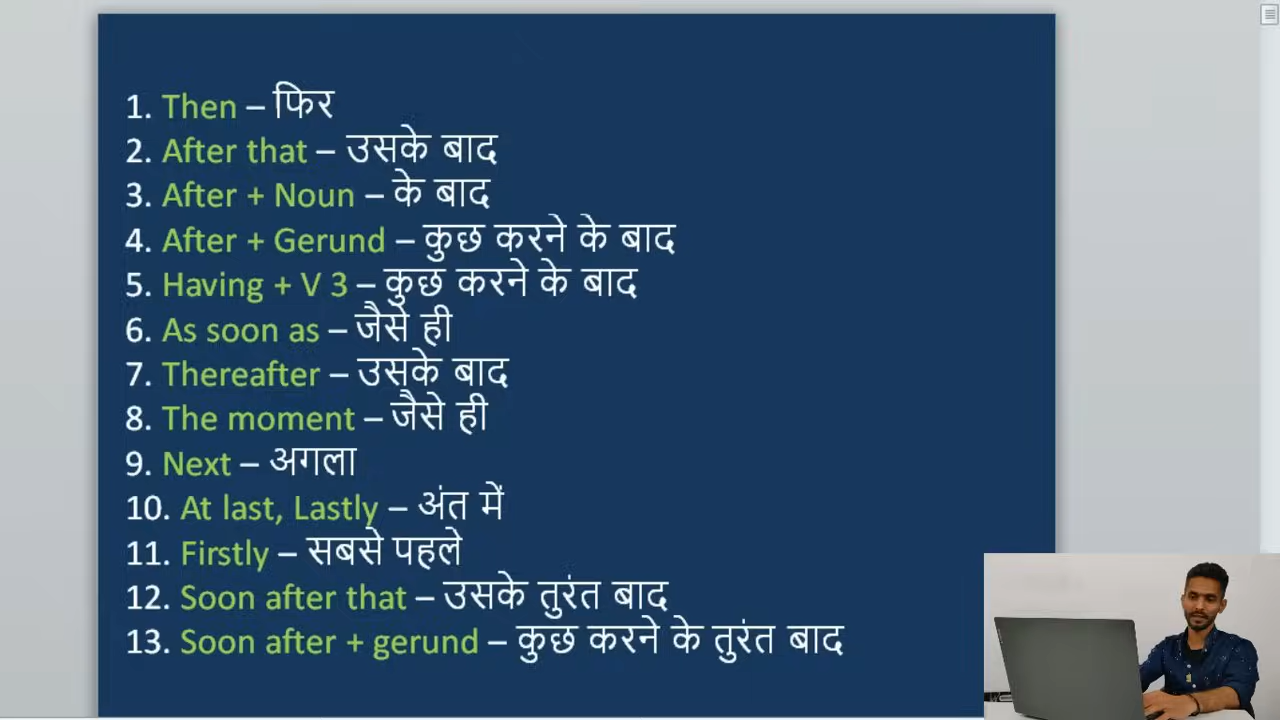 1. Then – फिर
2. After that – उसके बाद
3. After + Noun – के बाद
4. After + Gerund – कुछ करने के बाद
5. Having + V 3 – कुछ करने के बाद
6. As soon as – जैसे ही
7. Thereafter – उसके बाद
8. The moment – जैसे ही
9. Next – अगला
10. At last, Lastly – अंत में
11. Firstly – सबसे पहले
12. Soon after that – उसके तुरंत बाद
13. Soon after + gerund – कुछ करने के तुरंत बाद